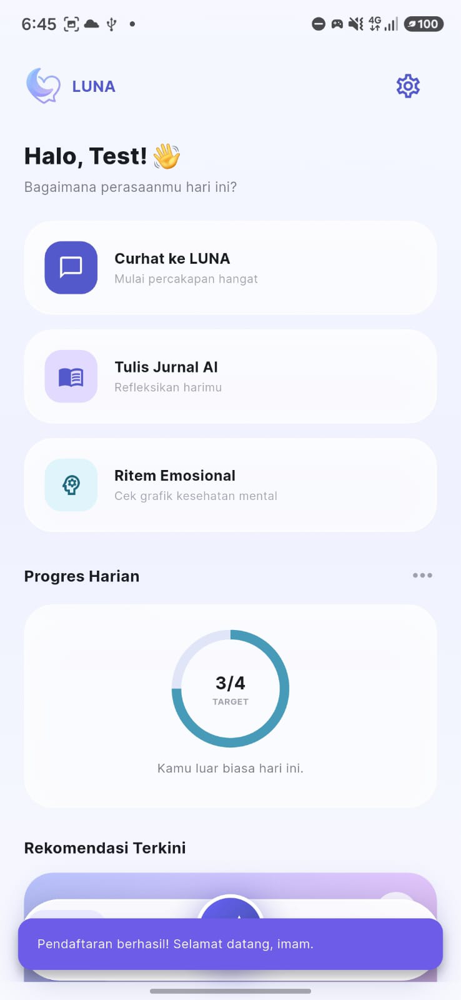 6:45
4G
100
LUNA
Halo, Test! 👋
Bagaimana perasaanmu hari ini?
Curhat ke LUNA
Mulai percakapan hangat
Tulis Jurnal AI
Refleksikan harimu
Ritem Emosional
Cek grafik kesehatan mental
Progres Harian
3/4
TARGET
Kamu luar biasa hari ini.
Rekomendasi Terkini
Pendaftaran berhasil! Selamat datang, imam.